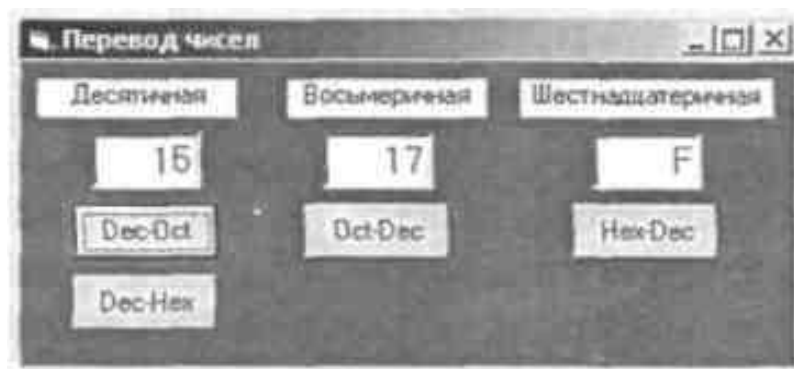 Перевод чисел
Десятичная Восьмеричная Шестнадцатеричная
15 17 F
Dec-Oct Oct-Dec Hex-Dec
Dec-Hex